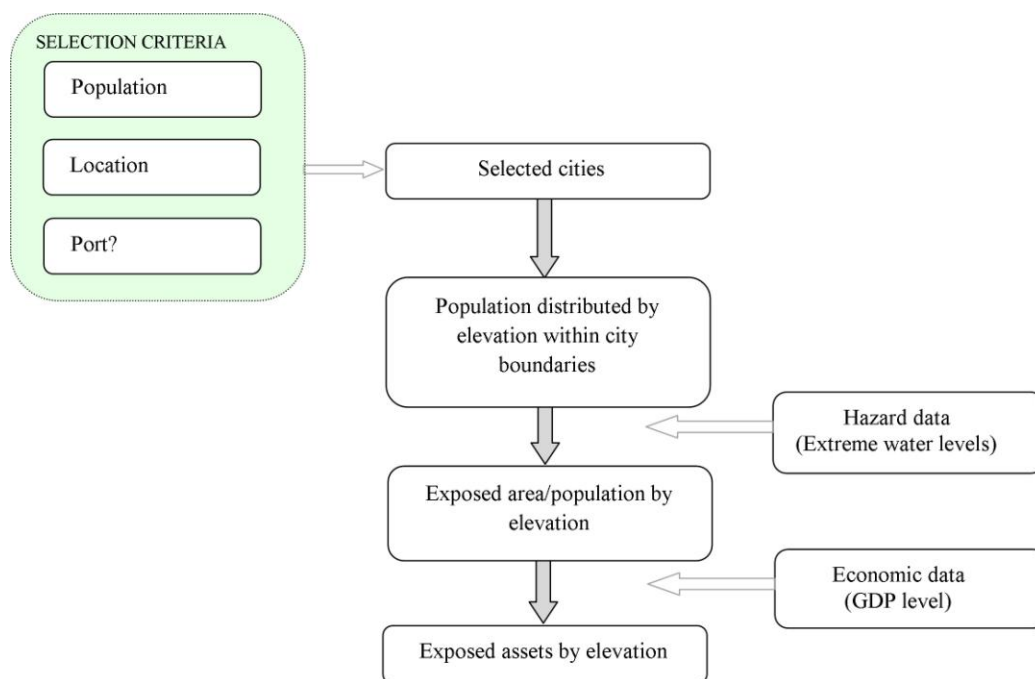 SELECTION CRITERIA
Population
Location
Port?
Selected cities
Population distributed by
elevation within city
boundaries
Hazard data
(Extreme water levels)
Exposed area/population by
elevation
Economic data
(GDP level)
Exposed assets by elevation